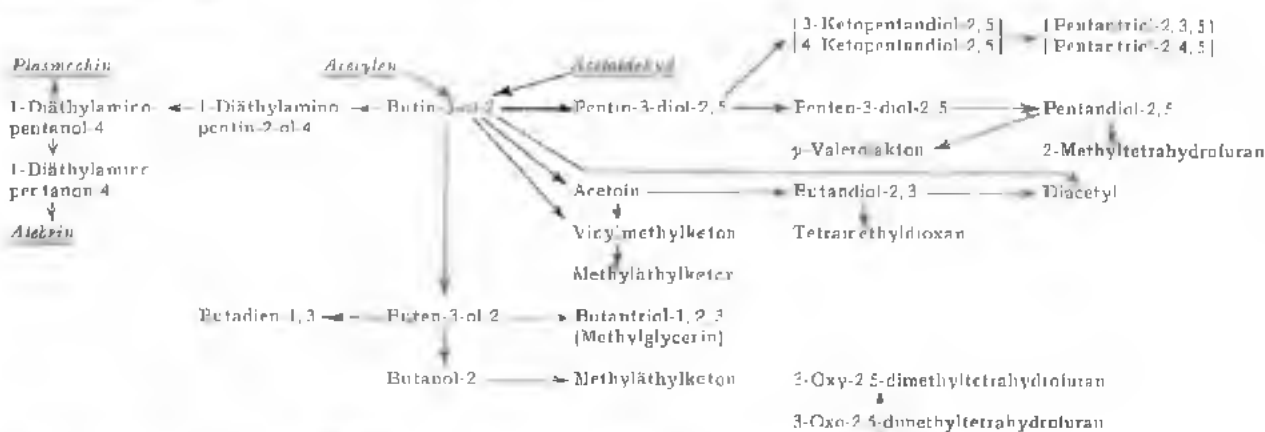 [3-Ketopentandiol-2,5] [Pentantriol-2,3,5]
[4-Ketopentandiol-2,5] [Pentantriol-2,4,5]
Plasmochin Acetylen Acetaldehyd
1-Diäthylamino 1-Diäthylamino Butin-3-ol-2 Pentin-3-diol-2,5 Penten-3-diol-2,5 Pentandiol-2,5
pentanol-4 pentin-2-ol-4
γ-Valerolakton 2-Methyltetrahydrofuran
1-Diäthylamino
pentanon 4
Acetoin Butandiol-2,3 Diacetyl
Atebrin Vinylmethylketon Tetramethyldioxan
Methyläthylketon
Butadien-1,3 Buten-3-ol-2 Butantriol-1,2,3
(Methylglycerin)
Butanol-2 Methyläthylketon 3-Oxy-2,5-dimethyltetrahydrofuran
3-Oxo-2,5-dimethyltetrahydrofuran